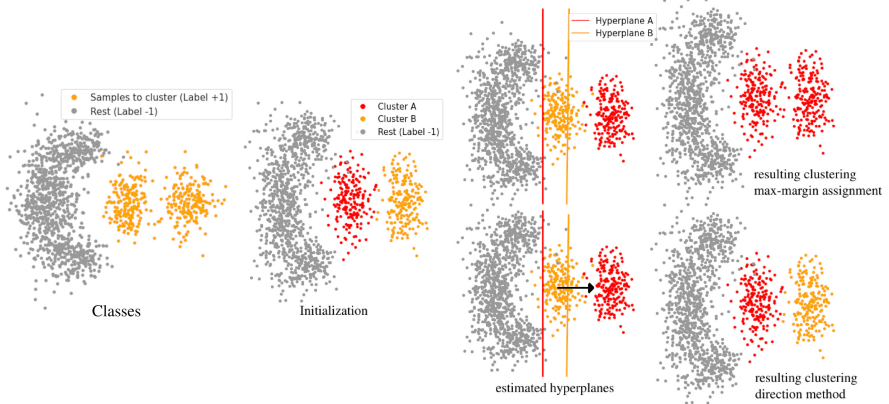 Samples to cluster (Label +1)
Rest (Label -1)
Classes
Cluster A
Cluster B
Rest (Label -1)
Initialization
Hyperplane A
Hyperplane B
estimated hyperplanes
resulting clustering
max-margin assignment
resulting clustering
direction method